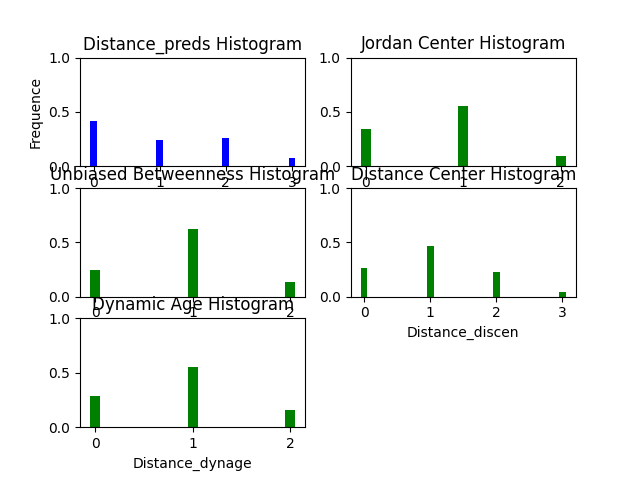 Distance_preds Histogram
Frequence
1.0
0.5
0.0
0 1 2 3
Jordan Center Histogram
1.0
0.5
0.0
0 1 2
Unbiased Betweenness Histogram
1.0
0.5
0.0
0 1 2
Distance Center Histogram
1.0
0.5
0.0
0 1 2 3
Distance_discen
Dynamic Age Histogram
1.0
0.5
0.0
0 1 2
Distance_dynage